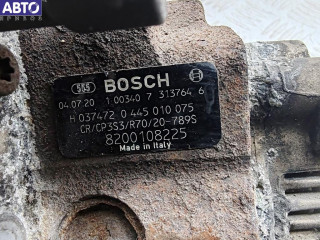 АВТО
ПРИВОЗ
BOSCH
04.07.20 1 00340 7 313764 6
H 037472 0 445 010 075
CR/CP3S3/R70/20-789S
8200108225
Made in Italy